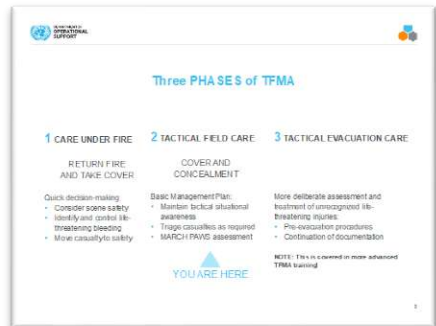 DEPARTMENT OF
OPERATIONAL
SUPPORT
Three PHASES of TFMA
1 CARE UNDER FIRE
RETURN FIRE
AND TAKE COVER
Quick decision-making:
• Consider scene safety
• Identify and control life-
threatening bleeding
• Move casualty to safety
2 TACTICAL FIELD CARE
COVER AND
CONCEALMENT
Basic Management Plan:
• Maintain tactical situational
awareness
• Triage casualties as required
• MARCH PAWS assessment
YOU ARE HERE
3 TACTICAL EVACUATION CARE
More deliberate assessment and
treatment of unrecognized life-
threatening injuries:
• Pre-evacuation procedures
• Continuation of documentation
NOTE: This is covered in more advanced
TFMA training!